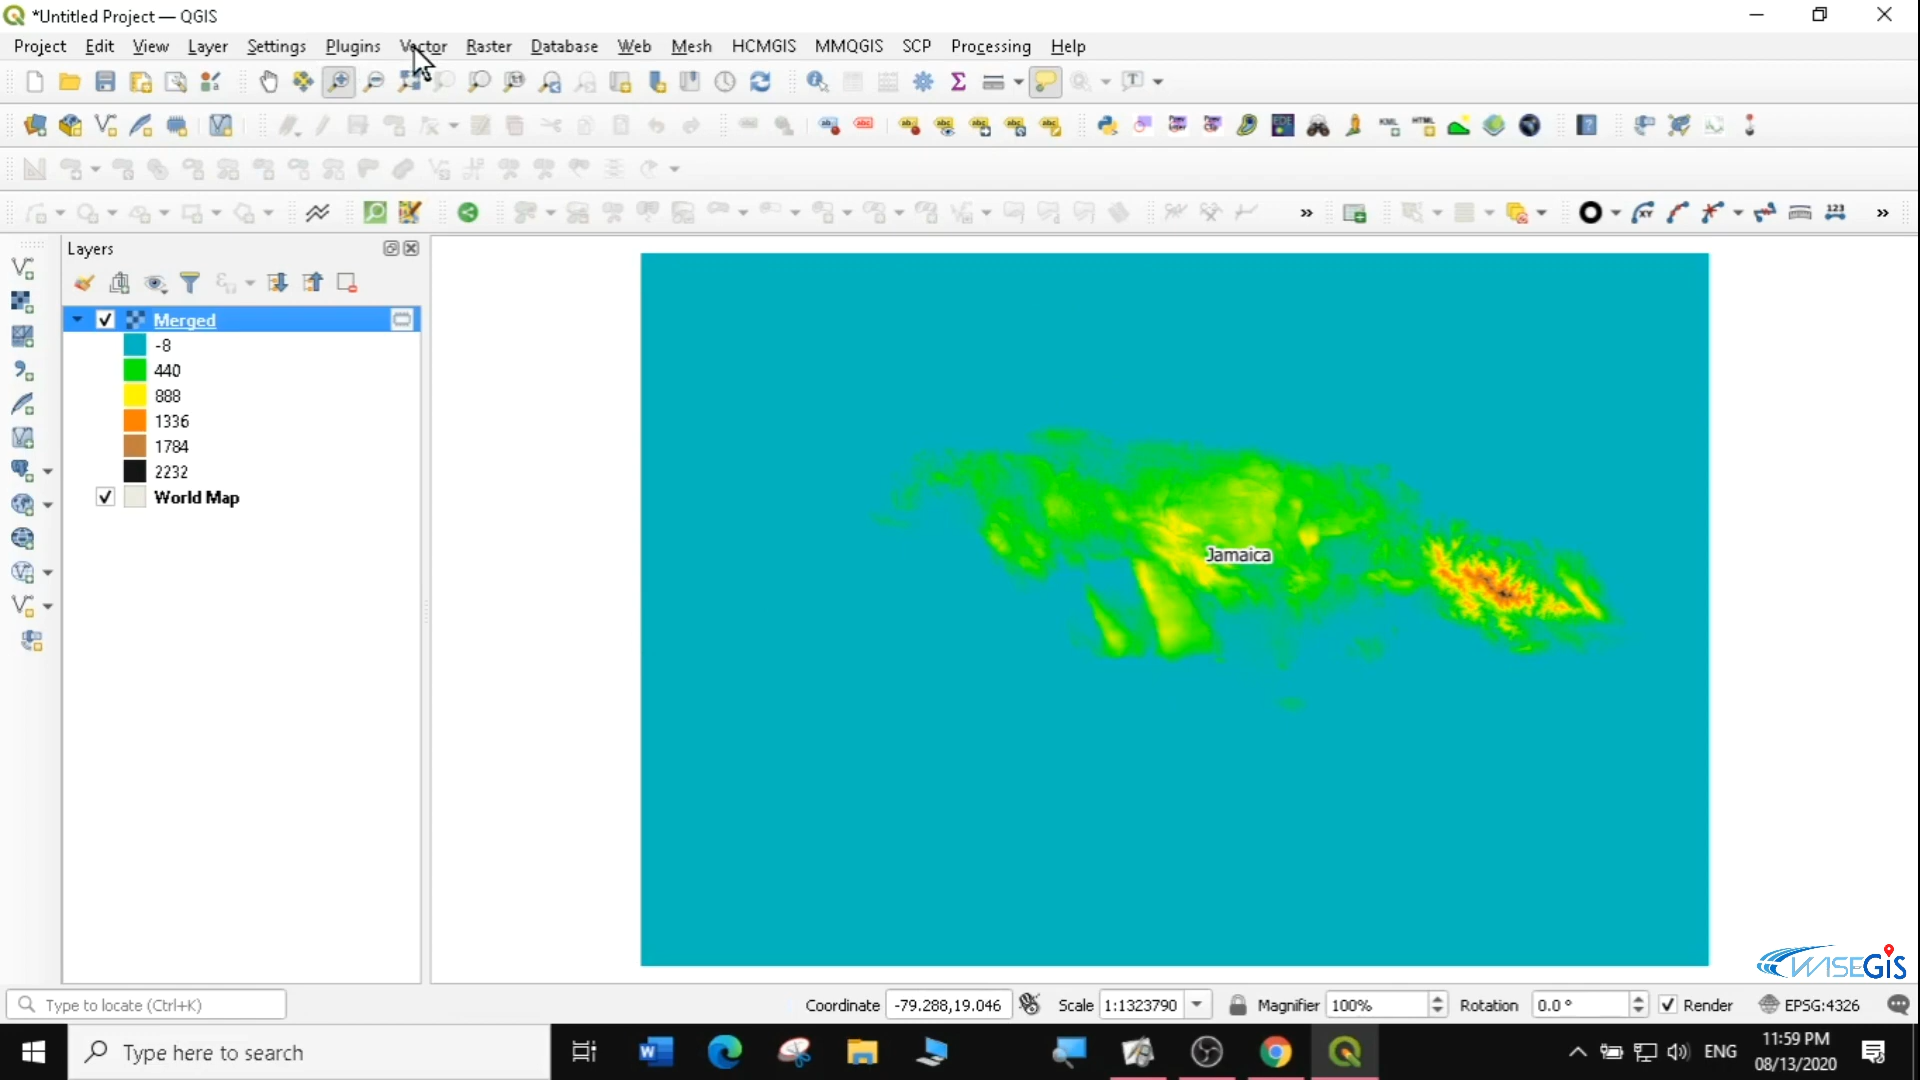 *Untitled Project — QGIS
Project Edit View Layer Settings Plugins Vector Raster Database Web Mesh HCMGIS MMQGIS SCP Processing Help
Layers
Merged
-8
440
888
1336
1784
2232
World Map
Jamaica
WISEGIS
Type to locate (Ctrl+K)
Coordinate -79.288,19.046 Scale 1:1323790 Magnifier 100% Rotation 0.0 ° Render EPSG:4326
Type here to search
ENG
11:59 PM
08/13/2020